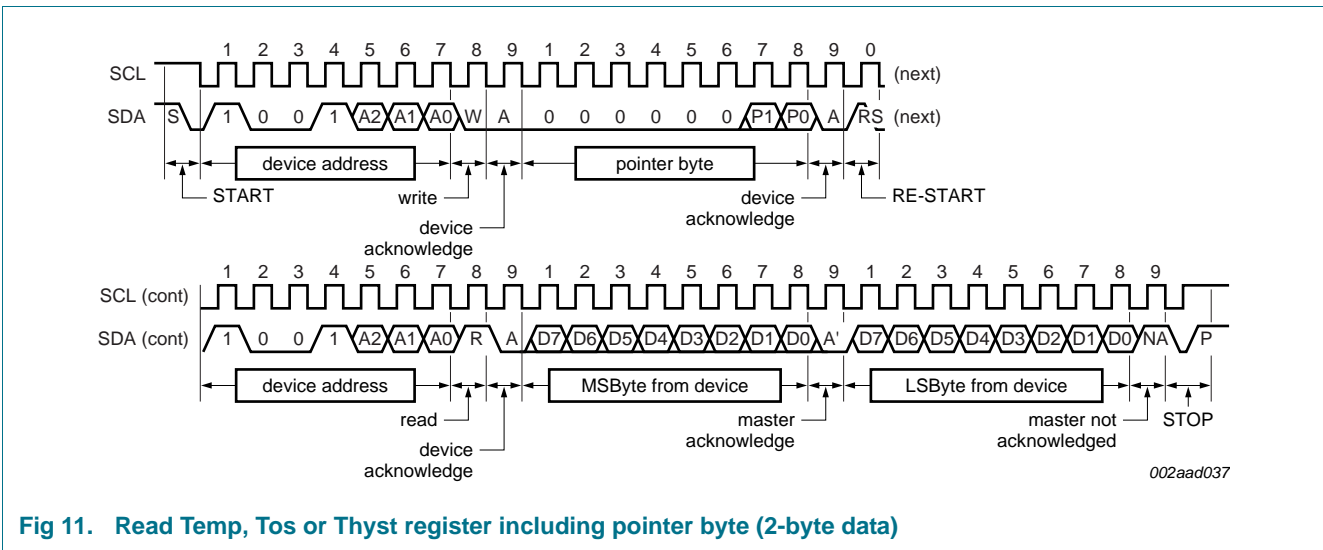 1 2 3 4 5 6 7 8 9 1 2 3 4 5 6 7 8 9 0
SCL (next)
SDA S 1 0 0 1 A2 A1 A0 W A 0 0 0 0 0 0 P1 P0 A RS (next)
device address pointer byte
START write device RE-START
acknowledge
device
acknowledge
1 2 3 4 5 6 7 8 9 1 2 3 4 5 6 7 8 9 1 2 3 4 5 6 7 8 9
SCL (cont)
SDA (cont) 1 0 0 1 A2 A1 A0 R A D7 D6 D5 D4 D3 D2 D1 D0 A' D7 D6 D5 D4 D3 D2 D1 D0 NA P
device address MSByte from device LSByte from device
read master master not STOP
acknowledge acknowledged
device
acknowledge
002aad037
Fig 11. Read Temp, Tos or Thyst register including pointer byte (2-byte data)